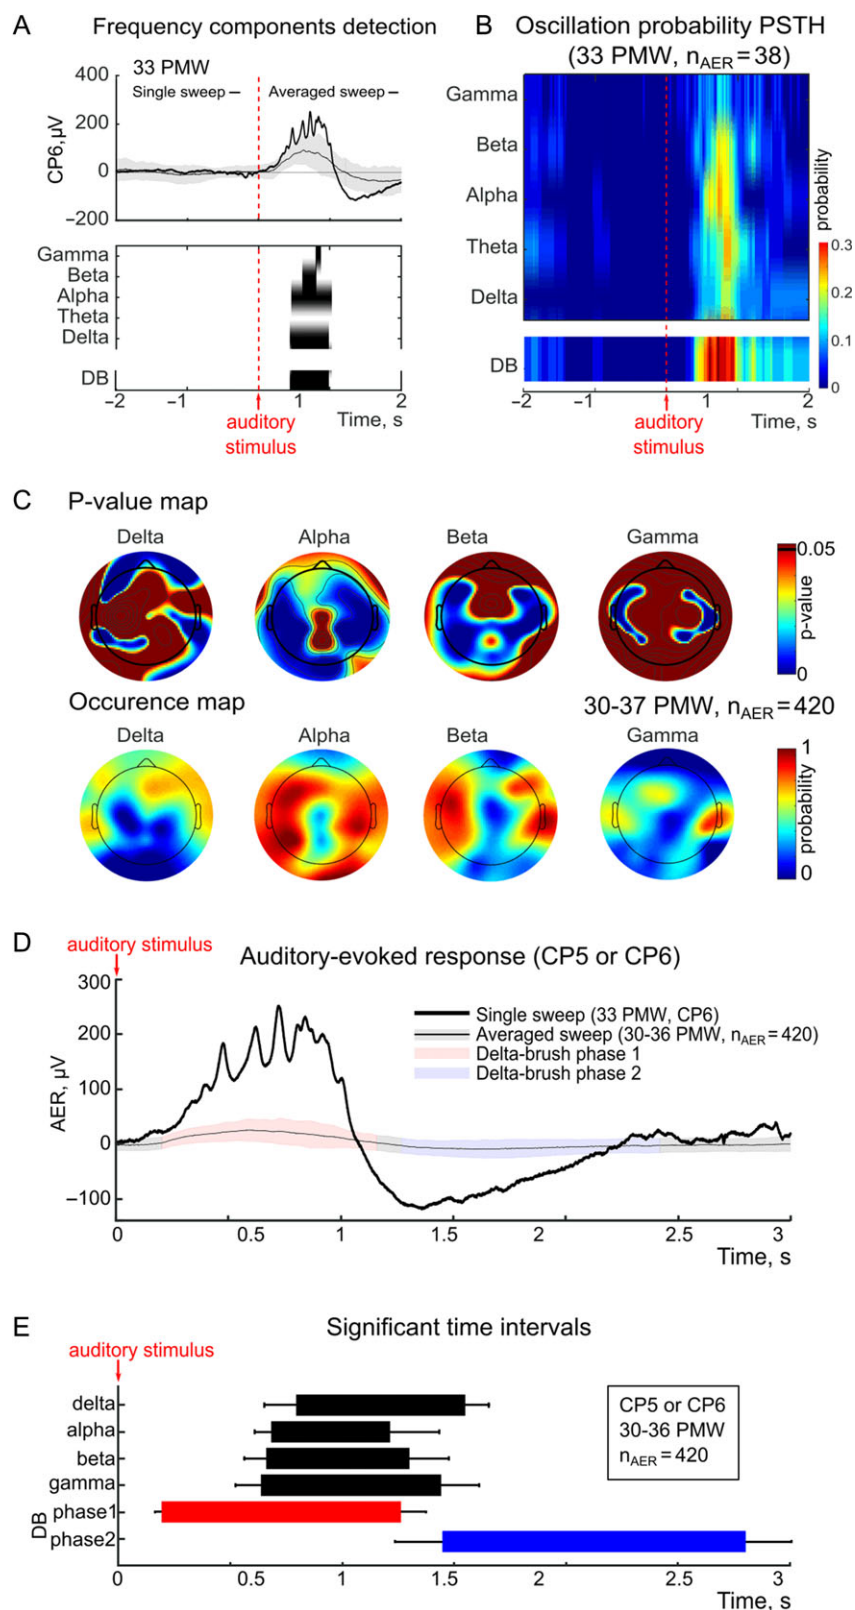 A Frequency components detection
33 PMW
Single sweep – Averaged sweep –
400
200
0
−200
CP6,µV
Gamma
Beta
Alpha
Theta
Delta
DB
−2 −1 1 2
auditory
stimulus
Time, s
B Oscillation probability PSTH
(33 PMW, nAER = 38)
Gamma
Beta
Alpha
Theta
Delta
DB
probability
0.3
0.2
0.1
0
−2 −1 1 2
auditory
stimulus
Time, s
C P-value map
Delta Alpha Beta Gamma
0.05
p-value
0
Occurence map 30-37 PMW, nAER = 420
Delta Alpha Beta Gamma
1
probability
0
D auditory stimulus Auditory-evoked response (CP5 or CP6)
300
200
100
0
−100
AER, µV
Single sweep (33 PMW, CP6)
Averaged sweep (30-36 PMW, nAER = 420)
Delta-brush phase 1
Delta-brush phase 2
0 0.5 1 1.5 2 2.5 3
Time, s
E Significant time intervals
auditory stimulus
delta
alpha
beta
gamma
DB
phase1
phase2
CP5 or CP6
30-36 PMW
nAER = 420
0 0.5 1 1.5 2 2.5 3
Time, s